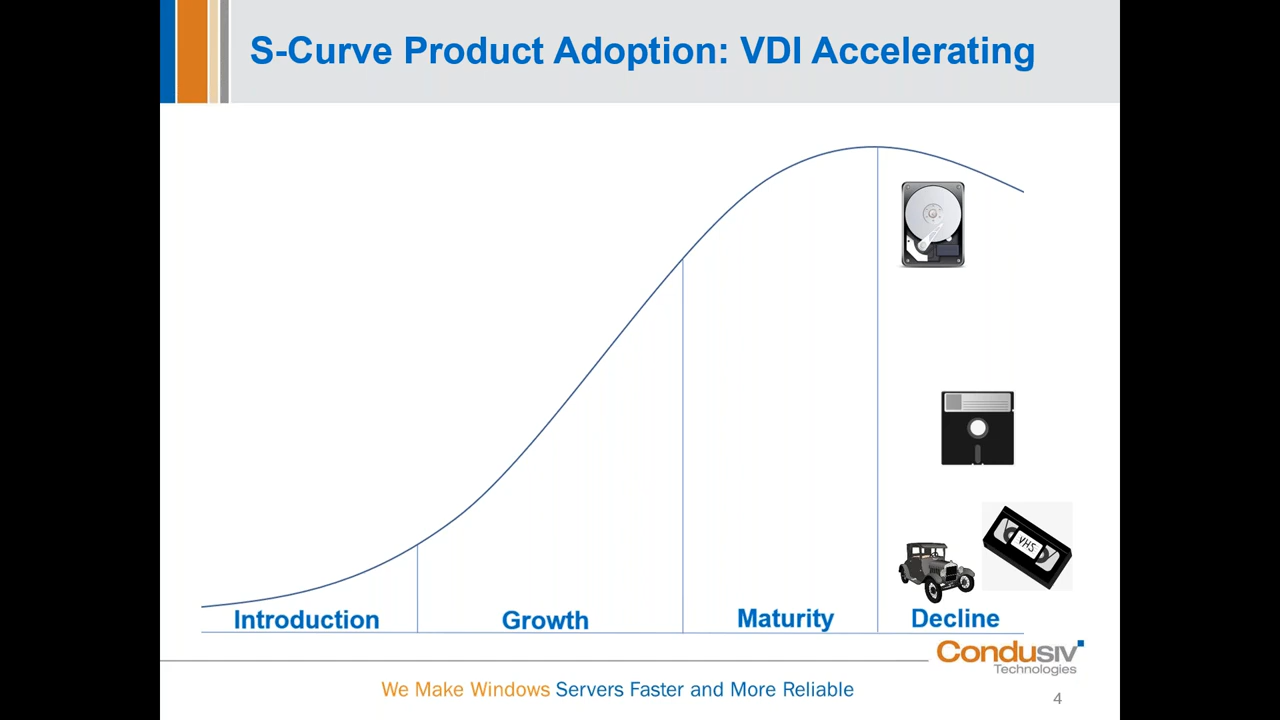 S-Curve Product Adoption: VDI Accelerating
VHS
Introduction
Growth
Maturity
Decline
Condusiv
Technologies
We Make Windows Servers Faster and More Reliable
4